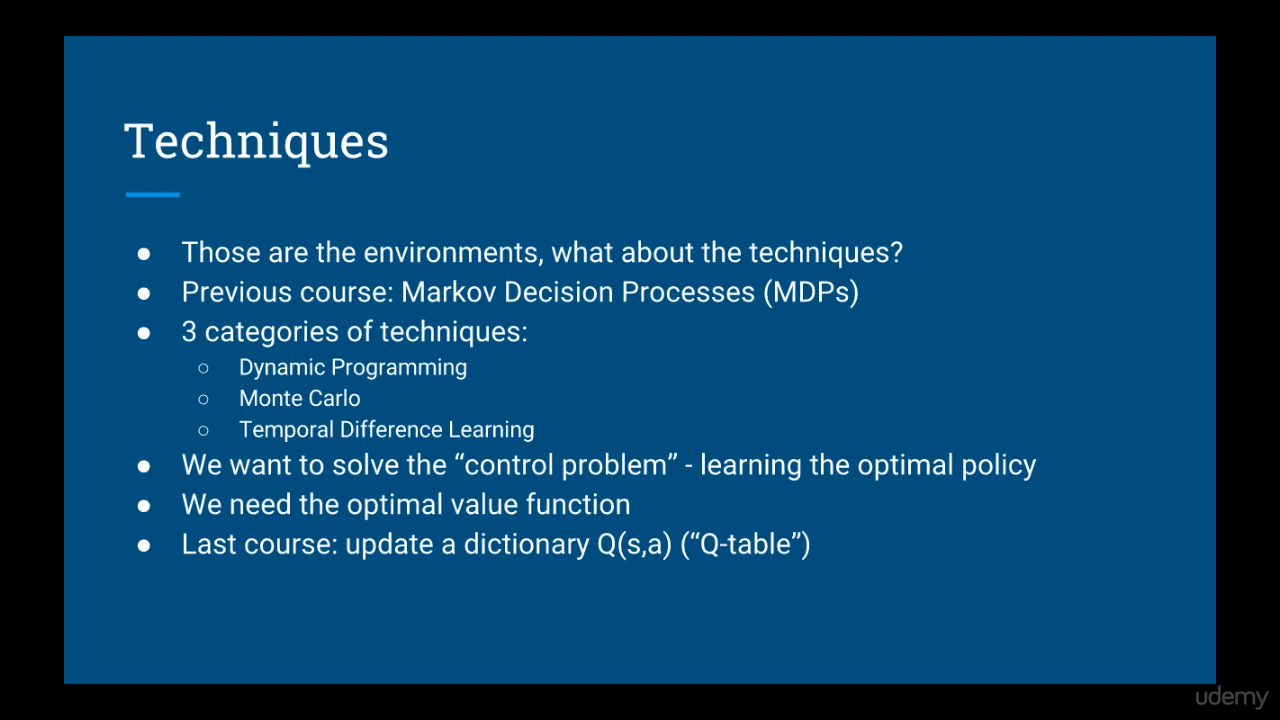 Techniques
● Those are the environments, what about the techniques?
● Previous course: Markov Decision Processes (MDPs)
● 3 categories of techniques:
○ Dynamic Programming
○ Monte Carlo
○ Temporal Difference Learning
● We want to solve the “control problem” - learning the optimal policy
● We need the optimal value function
● Last course: update a dictionary Q(s,a) (“Q-table”)
udemy